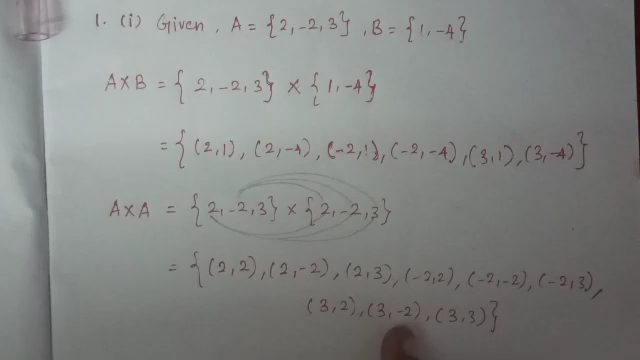 1. (i) Given, A = {2,-2,3}, B = {1,-4}
A×B = {2,-2,3} × {1,-4}
= {(2,1), (2,-4), (-2,1), (-2,-4), (3,1), (3,-4)}
A×A = {2,-2,3} × {2,-2,3}
= {(2,2), (2,-2), (2,3), (-2,2), (-2,-2), (-2,3),
(3,2), (3,-2), (3,3)}